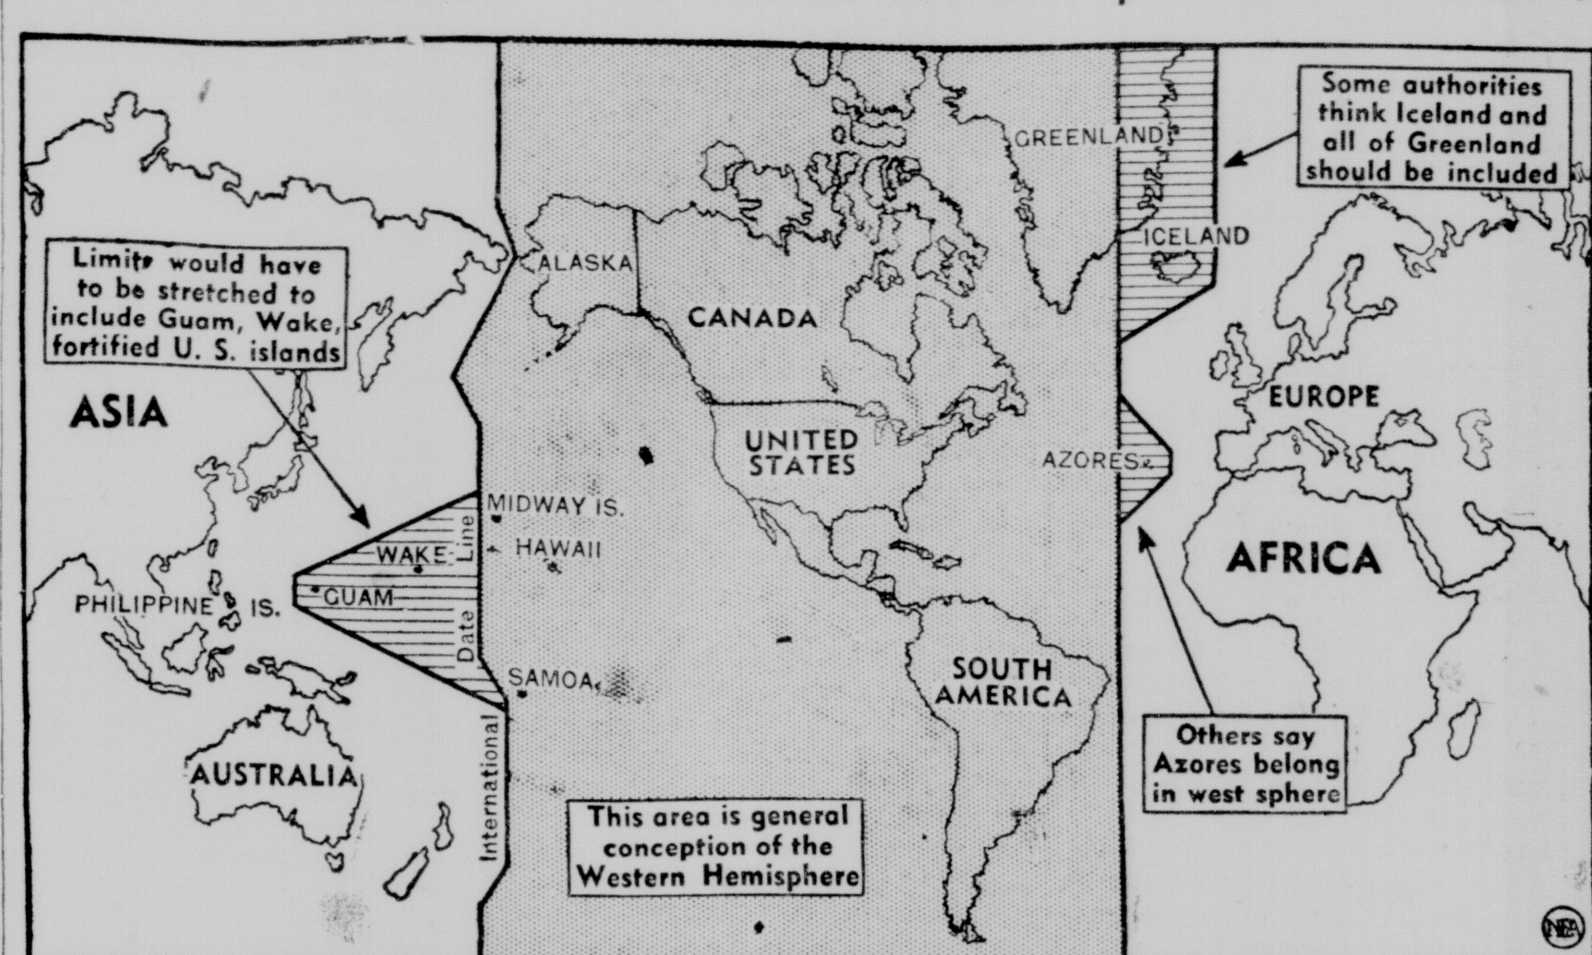 Some authorities
think Iceland and
all of Greenland
should be included
GREENLAND
ICELAND
Limits would have
to be stretched to
include Guam, Wake,
fortified U. S. islands
ALASKA
CANADA
ASIA
EUROPE
UNITED
STATES
AZORES
MIDWAY IS.
HAWAII
WAKE
GUAM
PHILIPPINE IS.
AFRICA
International Date Line
SAMOA
SOUTH
AMERICA
AUSTRALIA
Others say
Azores belong
in west sphere
This area is general
conception of the
Western Hemisphere
NEA